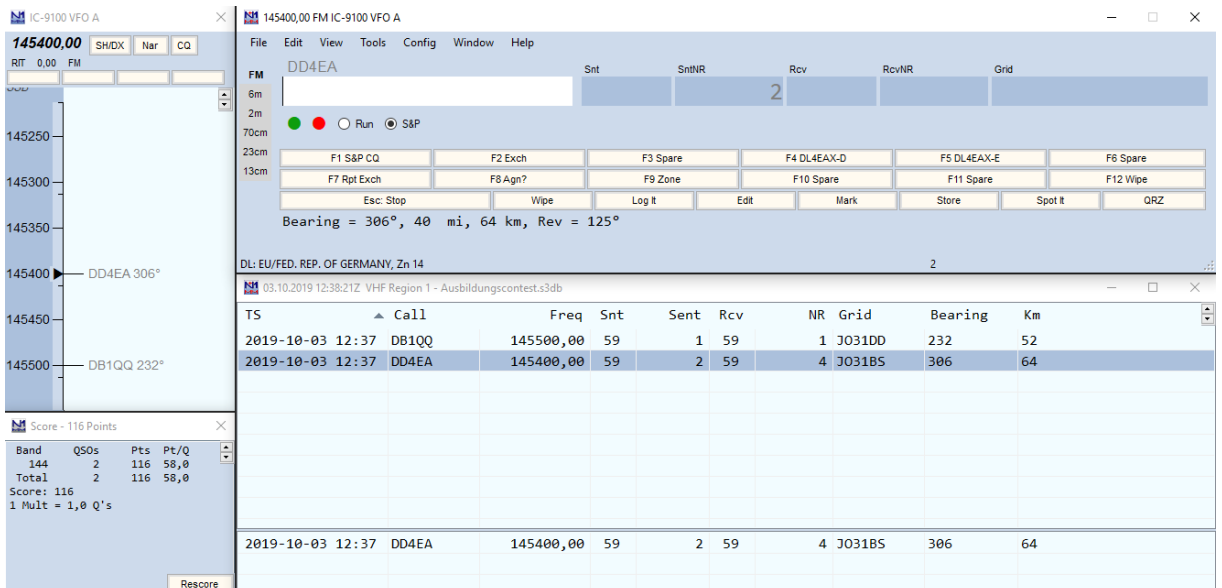 IC-9100 VFO A
145400,00 SH/DX Nar CQ
RIT 0,00 FM
145250
145300
145350
145400 DD4EA 306°
145450
145500 DB1QQ 232°
Score - 116 Points
Band QSOs Pts Pt/Q
144 2 116 58,0
Total 2 116 58,0
Score: 116
1 Mult = 1,0 Q's
Rescore
145400,00 FM IC-9100 VFO A
File Edit View Tools Config Window Help
FM
6m
2m
70cm
23cm
13cm
DD4EA Snt SntNR Rcv RcvNR Grid
2
Run S&P
F1 S&P CQ F2 Exch F3 Spare F4 DL4EAX-D F5 DL4EAX-E F6 Spare
F7 Rpt Exch F8 Agn? F9 Zone F10 Spare F11 Spare F12 Wipe
Esc: Stop Wipe Log It Edit Mark Store Spot It QRZ
Bearing = 306°, 40 mi, 64 km, Rev = 125°
DL: EU/FED. REP. OF GERMANY, Zn 14 2
03.10.2019 12:38:21Z VHF Region 1 - Ausbildungscontest.s3db
TS Call Freq Snt Sent Rcv NR Grid Bearing Km
2019-10-03 12:37 DB1QQ 145500,00 59 1 59 1 JO31DD 232 52
2019-10-03 12:37 DD4EA 145400,00 59 2 59 4 JO31BS 306 64
2019-10-03 12:37 DD4EA 145400,00 59 2 59 4 JO31BS 306 64